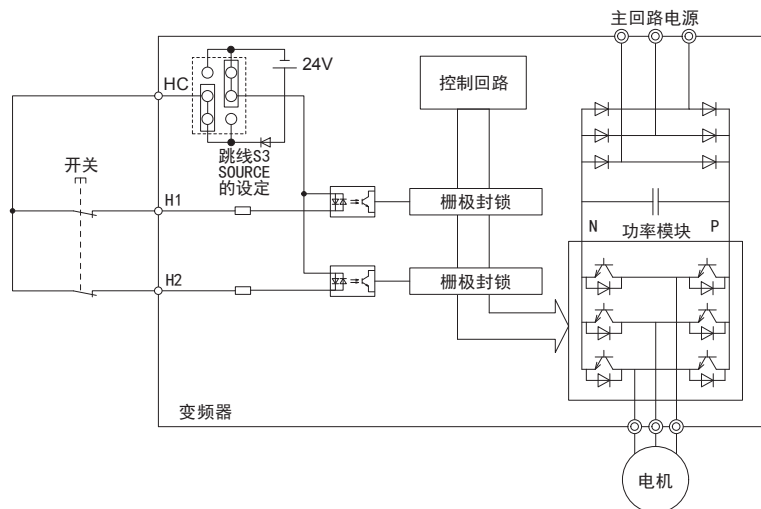 主回路电源
24V
HC
控制回路
跳线S3
SOURCE
的设定
开关
H1
栅极封锁
N
功率模块
P
H2
栅极封锁
变频器
电机